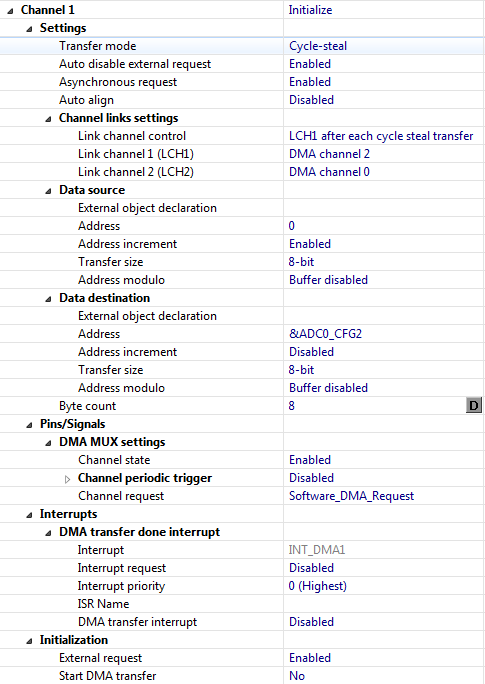 Channel 1 Initialize
Settings
Transfer mode Cycle-steal
Auto disable external request Enabled
Asynchronous request Enabled
Auto align Disabled
Channel links settings
Link channel control LCH1 after each cycle steal transfer
Link channel 1 (LCH1) DMA channel 2
Link channel 2 (LCH2) DMA channel 0
Data source
External object declaration
Address 0
Address increment Enabled
Transfer size 8-bit
Address modulo Buffer disabled
Data destination
External object declaration
Address &ADC0_CFG2
Address increment Disabled
Transfer size 8-bit
Address modulo Buffer disabled
Byte count 8 D
Pins/Signals
DMA MUX settings
Channel state Enabled
Channel periodic trigger Disabled
Channel request Software_DMA_Request
Interrupts
DMA transfer done interrupt
Interrupt INT_DMA1
Interrupt request Disabled
Interrupt priority 0 (Highest)
ISR Name
DMA transfer interrupt Disabled
Initialization
External request Enabled
Start DMA transfer No